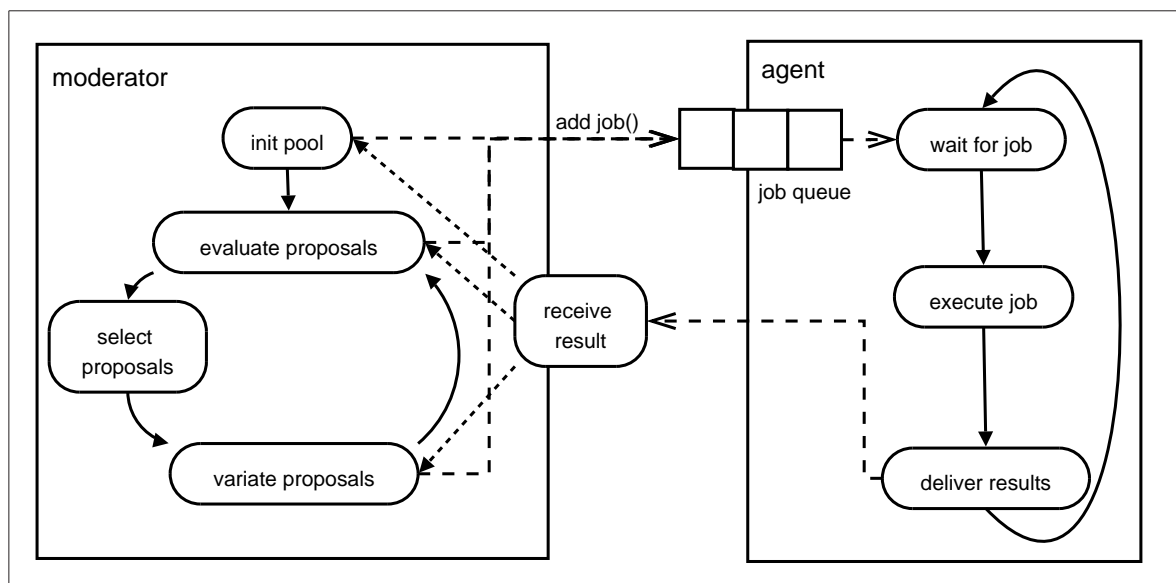 moderator
agent
init pool
add job()
wait for job
job queue
evaluate proposals
execute job
receive
result
select
proposals
variate proposals
deliver results